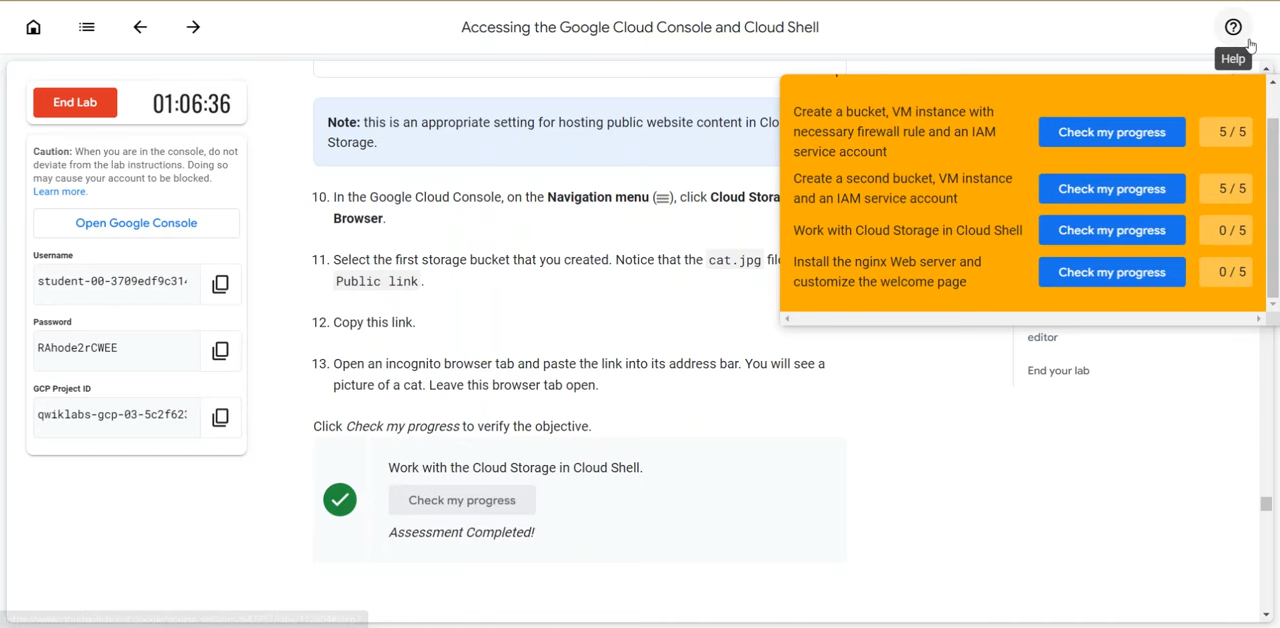 Accessing the Google Cloud Console and Cloud Shell
Help
End Lab
01:06:36
Caution: When you are in the console, do not
deviate from the lab instructions. Doing so
may cause your account to be blocked.
Learn more.
Open Google Console
Username
student-00-3709edf9c314
Password
RAhode2rCWEE
GCP Project ID
qwiklabs-gcp-03-5c2f62
Note: this is an appropriate setting for hosting public website content in Clo
Storage.
10. In the Google Cloud Console, on the Navigation menu (), click Cloud Stora
Browser.
11. Select the first storage bucket that you created. Notice that the cat.jpg fil
Public link.
12. Copy this link.
13. Open an incognito browser tab and paste the link into its address bar. You will see a
picture of a cat. Leave this browser tab open.
Click Check my progress to verify the objective.
Work with the Cloud Storage in Cloud Shell.
Check my progress
Assessment Completed!
Create a bucket, VM instance with
necessary firewall rule and an IAM
service account
Check my progress
5 / 5
Create a second bucket, VM instance
and an IAM service account
Check my progress
5 / 5
Work with Cloud Storage in Cloud Shell
Check my progress
0 / 5
Install the nginx Web server and
customize the welcome page
Check my progress
0 / 5
editor
End your lab